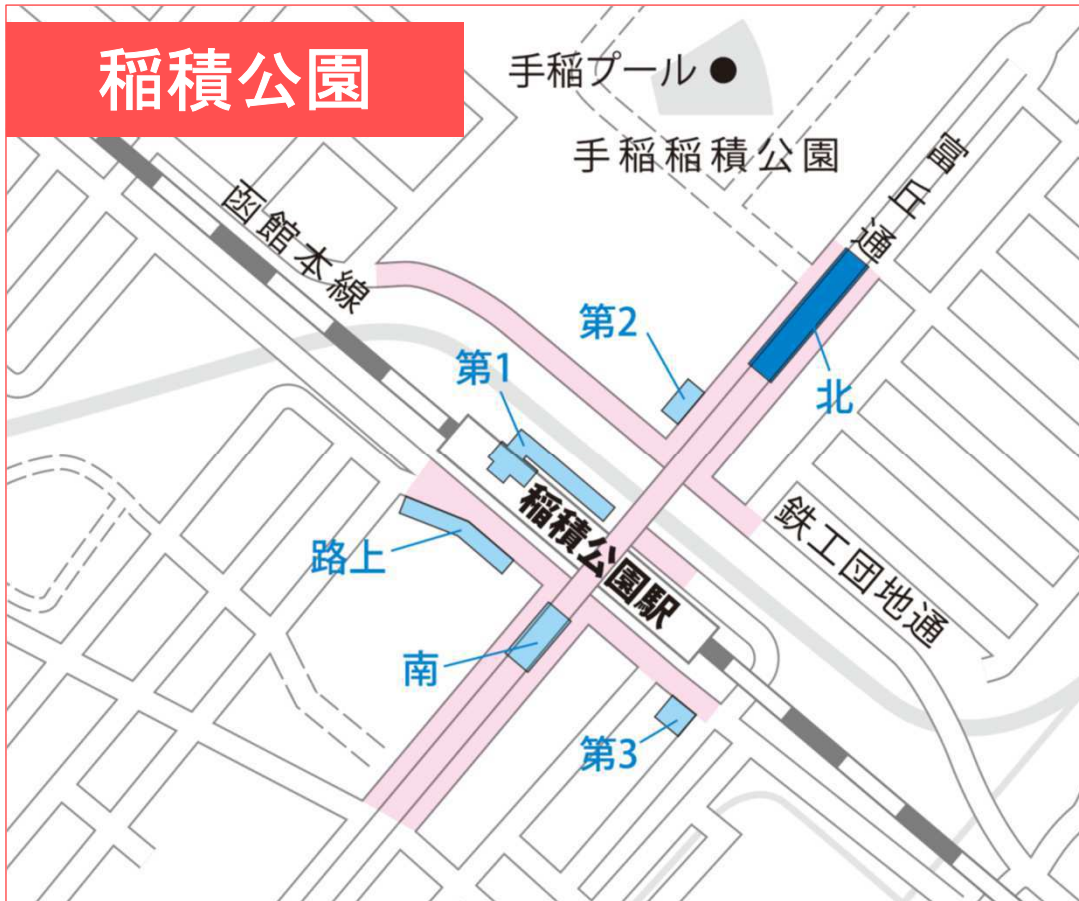 稲積公園
手稲プール
手稲稲積公園
富丘通
函館本線
第2
第1
北
稲積公園駅
鉄工団地通
路上
南
第3